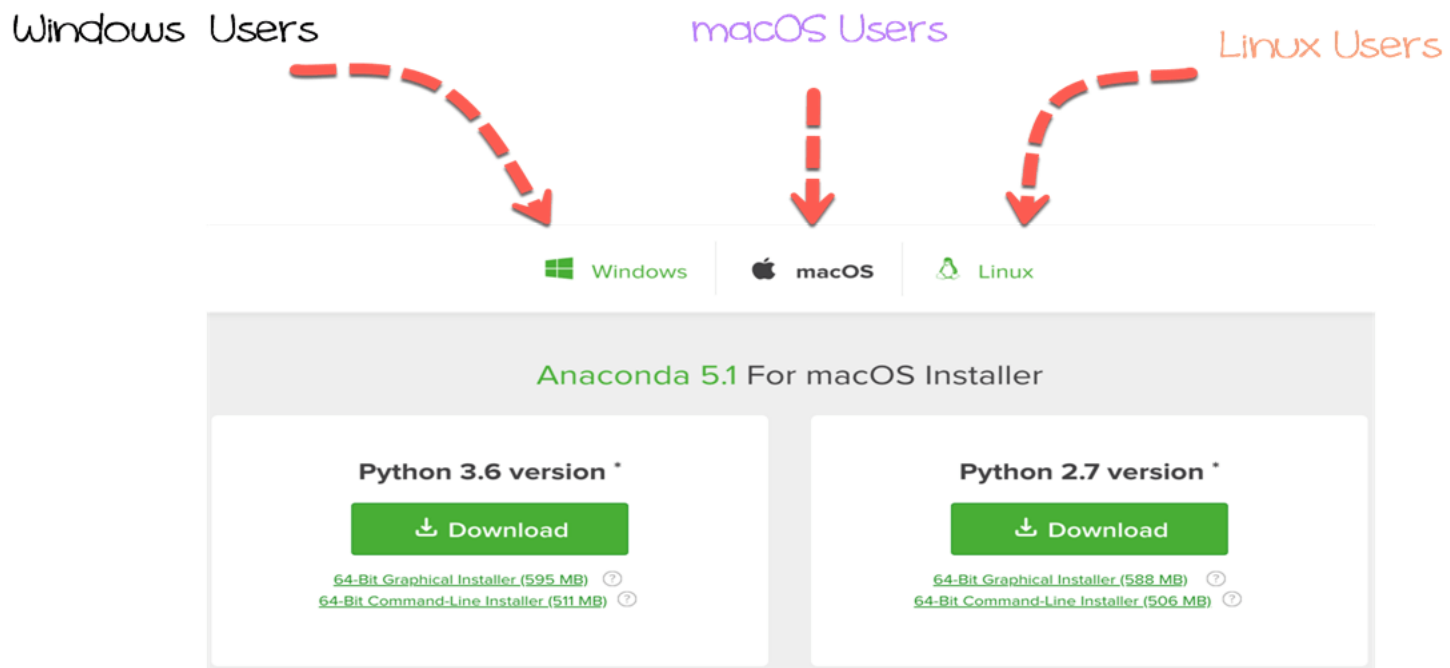 Windows Users
macOS Users
Linux Users
Windows
macOS
Linux
Anaconda 5.1 For macOS Installer
Python 3.6 version *
Download
64-Bit Graphical Installer (595 MB) ?
64-Bit Command-Line Installer (511 MB) ?
Python 2.7 version *
Download
64-Bit Graphical Installer (588 MB) ?
64-Bit Command-Line Installer (506 MB) ?